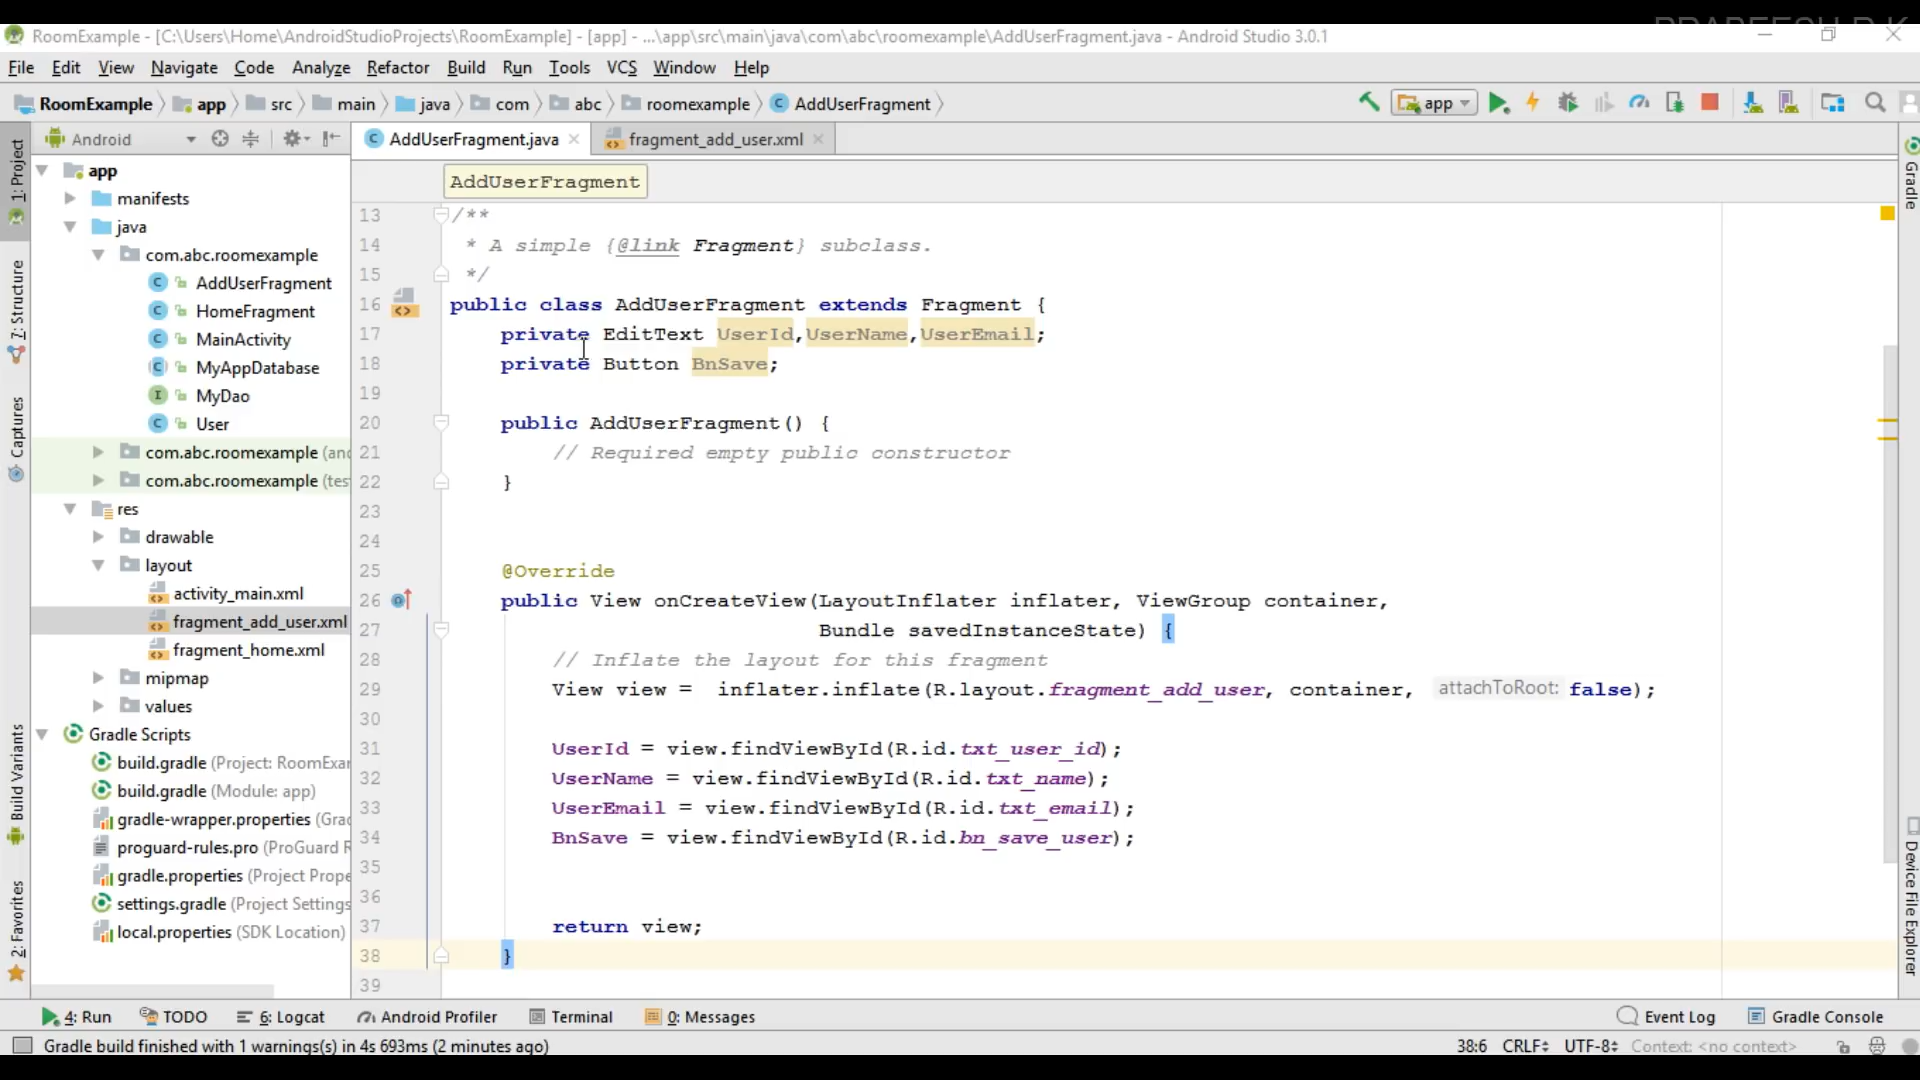 RoomExample - [C:\Users\Home\AndroidStudioProjects\RoomExample] - [app] - ...\app\src\main\java\com\abc\roomexample\AddUserFragment.java - Android Studio 3.0.1
File Edit View Navigate Code Analyze Refactor Build Run Tools VCS Window Help
RoomExample app src main java com abc roomexample AddUserFragment app
Android
AddUserFragment.java
fragment_add_user.xml
1: Project
7: Structure
Captures
Build Variants
2: Favorites
app
manifests
java
com.abc.roomexample
AddUserFragment
HomeFragment
MainActivity
MyAppDatabase
MyDao
User
com.abc.roomexample (and
com.abc.roomexample (tes
res
drawable
layout
activity_main.xml
fragment_add_user.xml
fragment_home.xml
mipmap
values
Gradle Scripts
build.gradle (Project: RoomExa
build.gradle (Module: app)
gradle-wrapper.properties (Gra
proguard-rules.pro (ProGuard R
gradle.properties (Project Prope
settings.gradle (Project Settings
local.properties (SDK Location)
AddUserFragment
13 /**
14 * A simple {@link Fragment} subclass.
15 */
16 public class AddUserFragment extends Fragment {
17 private EditText UserId,UserName,UserEmail;
18 private Button BnSave;
19
20 public AddUserFragment() {
21 // Required empty public constructor
22 }
23
24
25 @Override
26 public View onCreateView(LayoutInflater inflater, ViewGroup container,
27 Bundle savedInstanceState) {
28 // Inflate the layout for this fragment
29 View view = inflater.inflate(R.layout.fragment_add_user, container, attachToRoot: false);
30
31 UserId = view.findViewById(R.id.txt_user_id);
32 UserName = view.findViewById(R.id.txt_name);
33 UserEmail = view.findViewById(R.id.txt_email);
34 BnSave = view.findViewById(R.id.bn_save_user);
35
36
37 return view;
38 }
39
Gradle
Device File Explorer
4: Run TODO 6: Logcat Android Profiler Terminal 0: Messages Event Log Gradle Console
Gradle build finished with 1 warnings(s) in 4s 693ms (2 minutes ago) 38:6 CRLF UTF-8 Context: <no context>